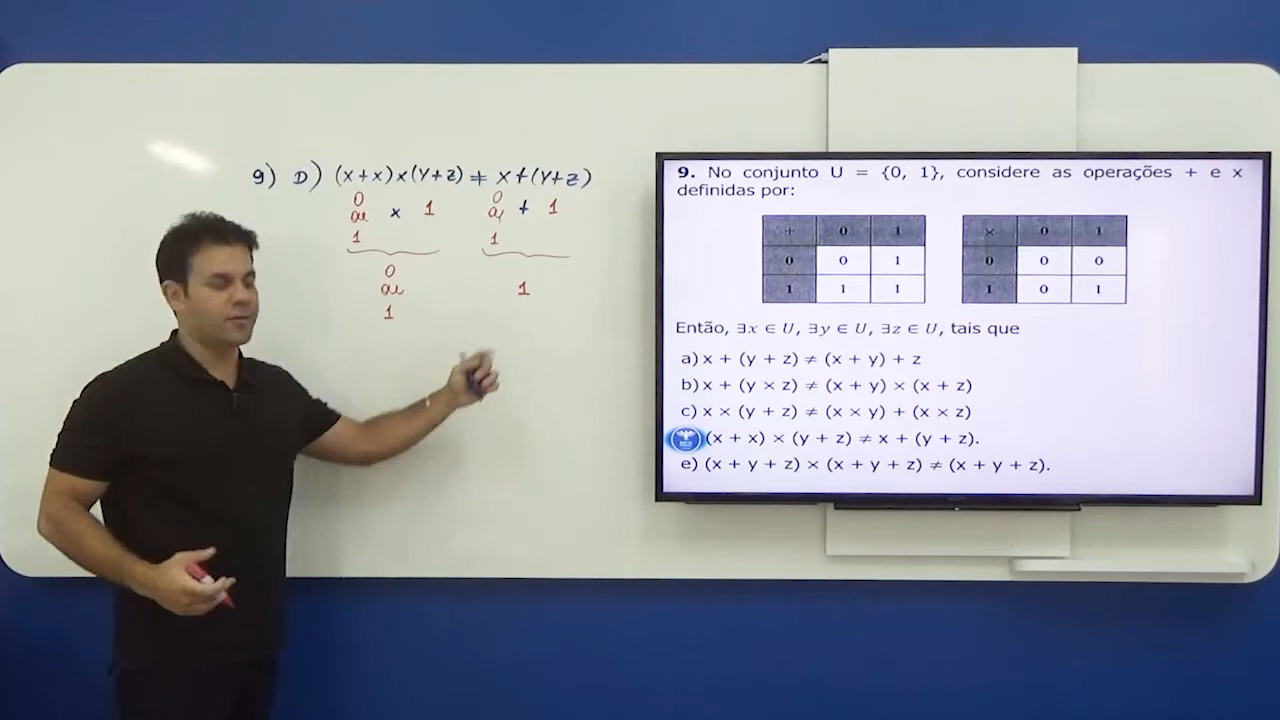 9) D) (x+x)x(y+z) ≠ x+(y+z)
0 0
ou x 1 ou + 1
1 1
0
ou 1
1
9. No conjunto U = {0, 1}, considere as operações + e x
definidas por:
+ 0 1
0 0 1
1 1 1
× 0 1
0 0 0
1 0 1
Então, ∃x ∈ U, ∃y ∈ U, ∃z ∈ U, tais que
a) x + (y + z) ≠ (x + y) + z
b) x + (y × z) ≠ (x + y) × (x + z)
c) x × (y + z) ≠ (x × y) + (x × z)
(x + x) × (y + z) ≠ x + (y + z).
e) (x + y + z) × (x + y + z) ≠ (x + y + z).